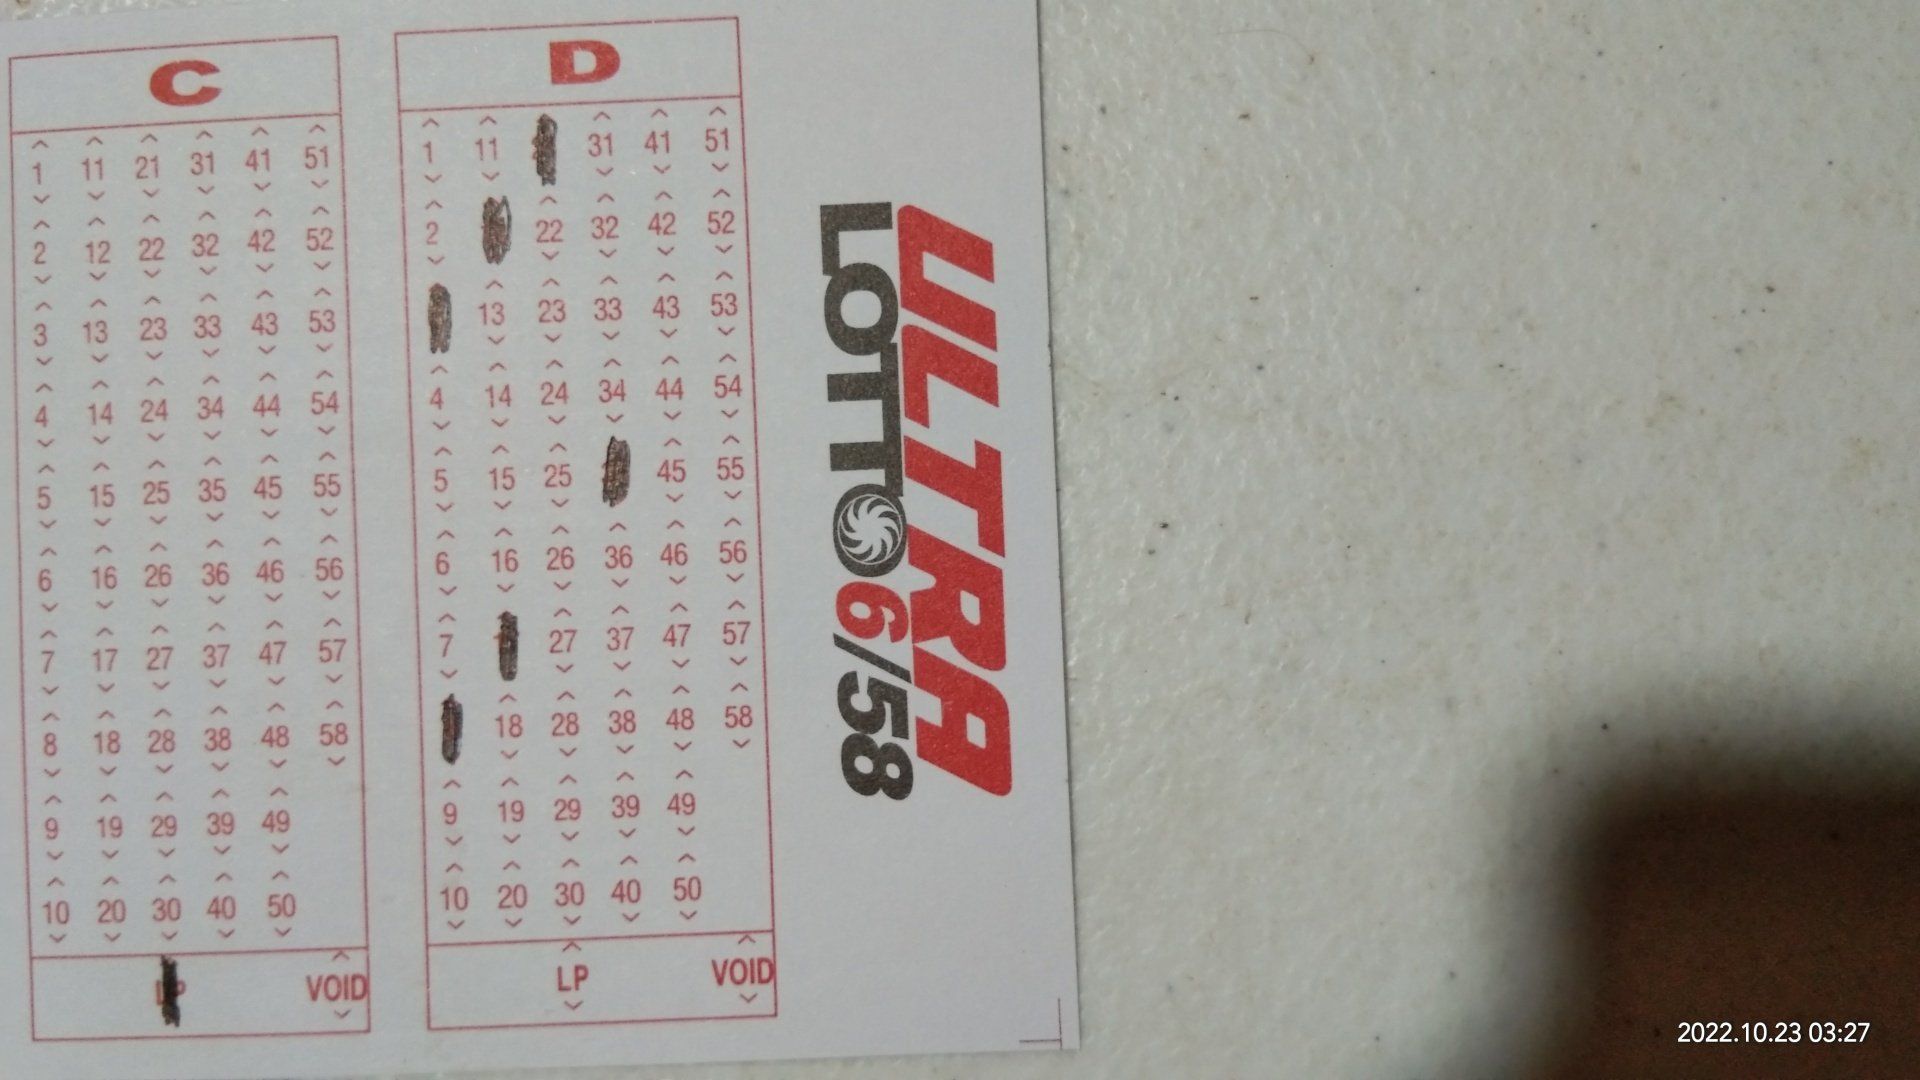 C
1 11 21 31 41 51
2 12 22 32 42 52
3 13 23 33 43 53
4 14 24 34 44 54
5 15 25 35 45 55
6 16 26 36 46 56
7 17 27 37 47 57
8 18 28 38 48 58
9 19 29 39 49
10 20 30 40 50
LP VOID
D
1 11 31 41 51
2 22 32 42 52
13 23 33 43 53
4 14 24 34 44 54
5 15 25 45 55
6 16 26 36 46 56
7 27 37 47 57
18 28 38 48 58
9 19 29 39 49
10 20 30 40 50
LP VOID
ULTRA
LOTTO 6/58
2022.10.23 03:27